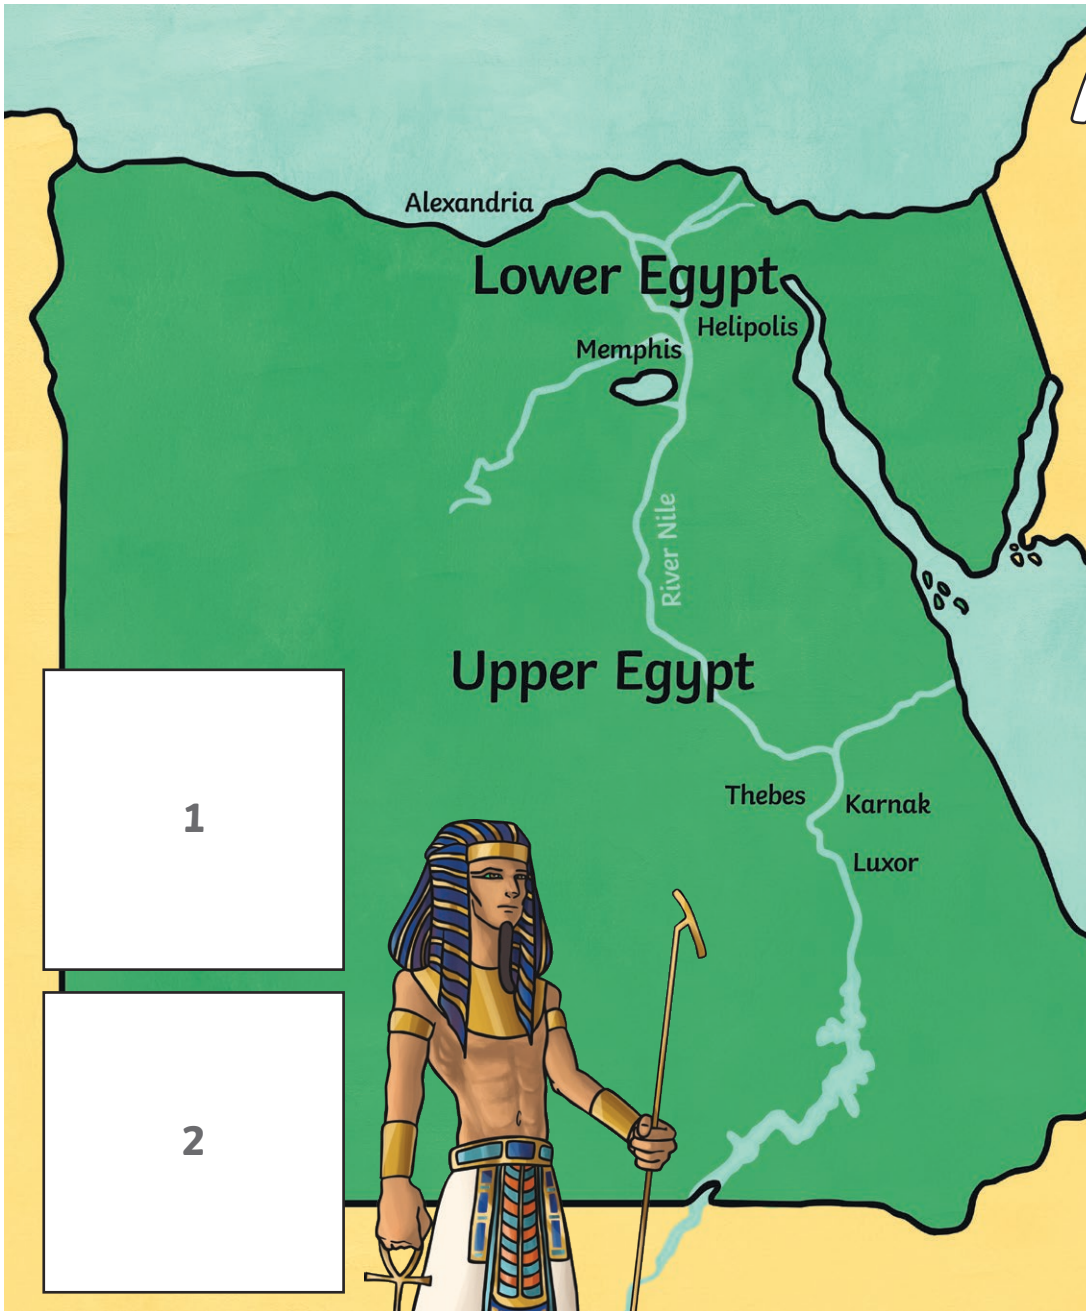 Alexandria
Lower Egypt
Helipolis
Memphis
River Nile
Upper Egypt
Thebes
Karnak
Luxor
1
2